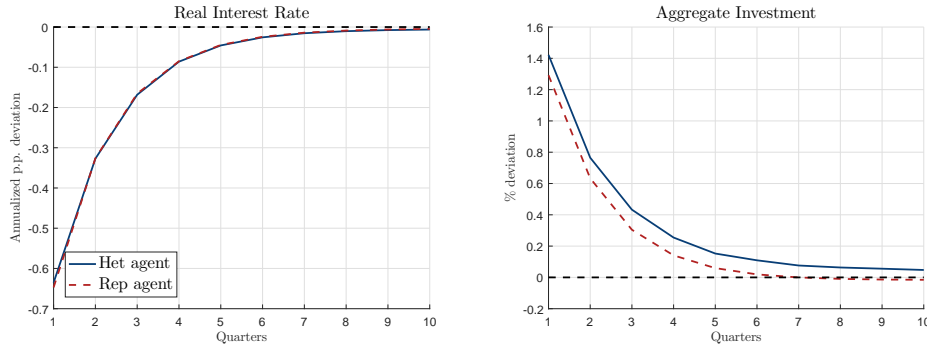 Real Interest Rate
0
-0.1
-0.2
-0.3
-0.4
-0.5
-0.6
-0.7
Annualized p.p. deviation
Het agent
Rep agent
1 2 3 4 5 6 7 8 9 10
Quarters
Aggregate Investment
1.6
1.4
1.2
1
0.8
0.6
0.4
0.2
0
-0.2
% deviation
1 2 3 4 5 6 7 8 9 10
Quarters